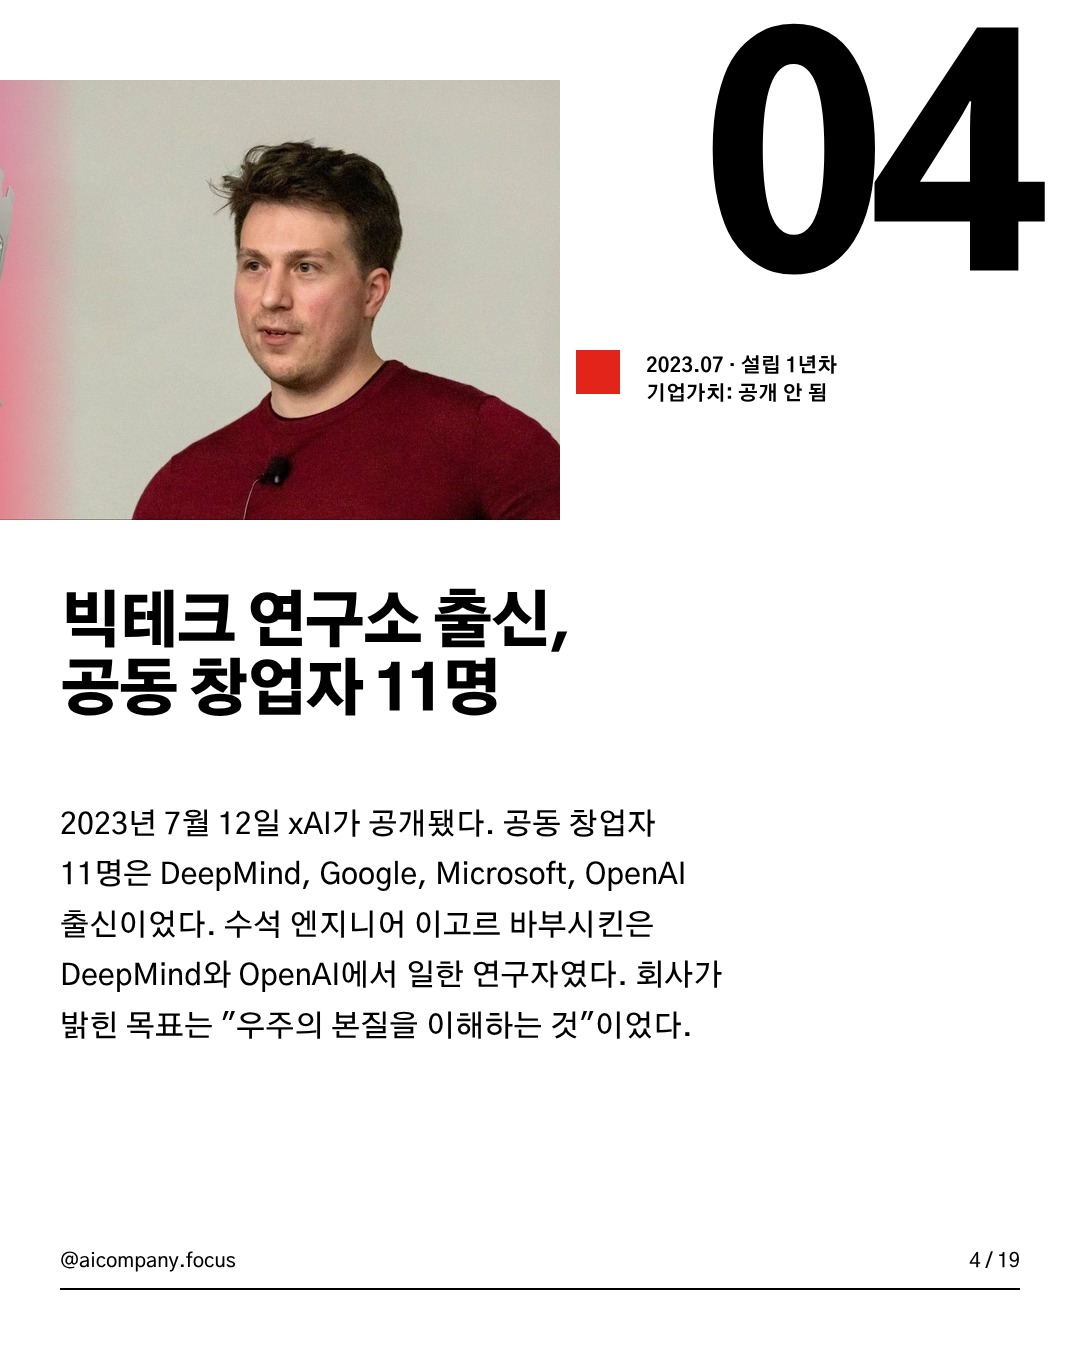 04
2023.07 · 설립 1년차
기업가치: 공개 안 됨
빅테크 연구소 출신,
공동 창업자 11명
2023년 7월 12일 xAI가 공개됐다. 공동 창업자
11명은 DeepMind, Google, Microsoft, OpenAI
출신이었다. 수석 엔지니어 이고르 바부시킨은
DeepMind와 OpenAI에서 일한 연구자였다. 회사가
밝힌 목표는 "우주의 본질을 이해하는 것"이었다.
@aicompany.focus
4 / 19